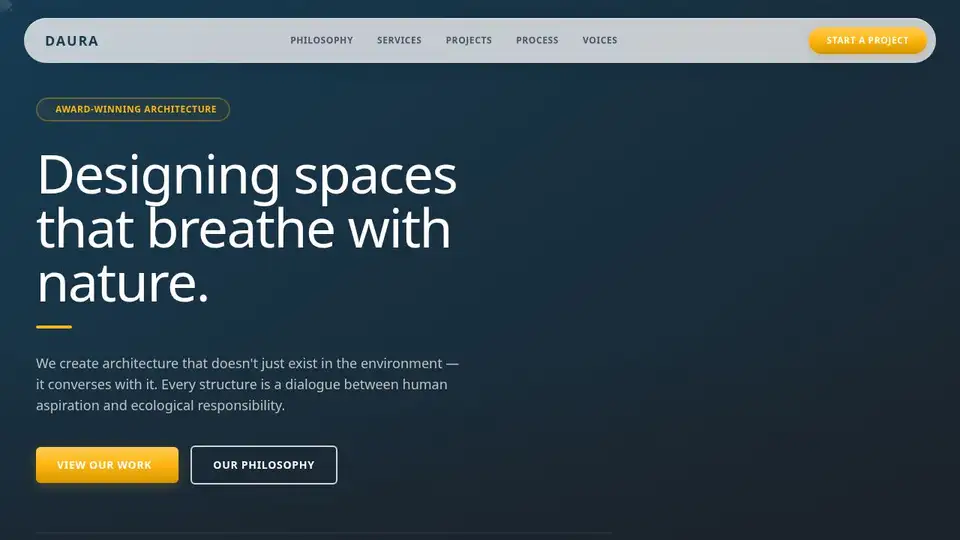 DAURA
PHILOSOPHY
SERVICES
PROJECTS
PROCESS
VOICES
START A PROJECT
AWARD-WINNING ARCHITECTURE
Designing spaces
that breathe with
nature.
We create architecture that doesn't just exist in the environment —
it converses with it. Every structure is a dialogue between human
aspiration and ecological responsibility.
VIEW OUR WORK
OUR PHILOSOPHY